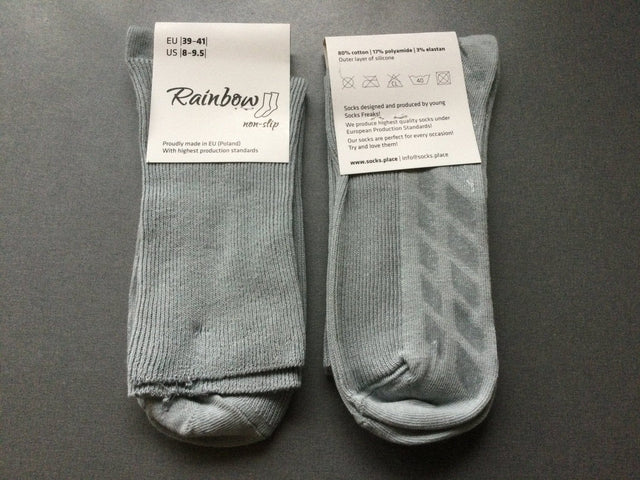 EU |39-41|
US |8-9.5|
Rainbow
non-slip
Proudly made in EU (Poland)
With highest production standards
80% cotton | 17% polyamide | 3% elastan
Outer layer of silicone
40
Socks designed and produced by young
Socks Freaks!
We produce highest quality socks under
European Production Standards!
Our socks are perfect for every occasion!
Try and love them!
www.socks.place | info@socks.place